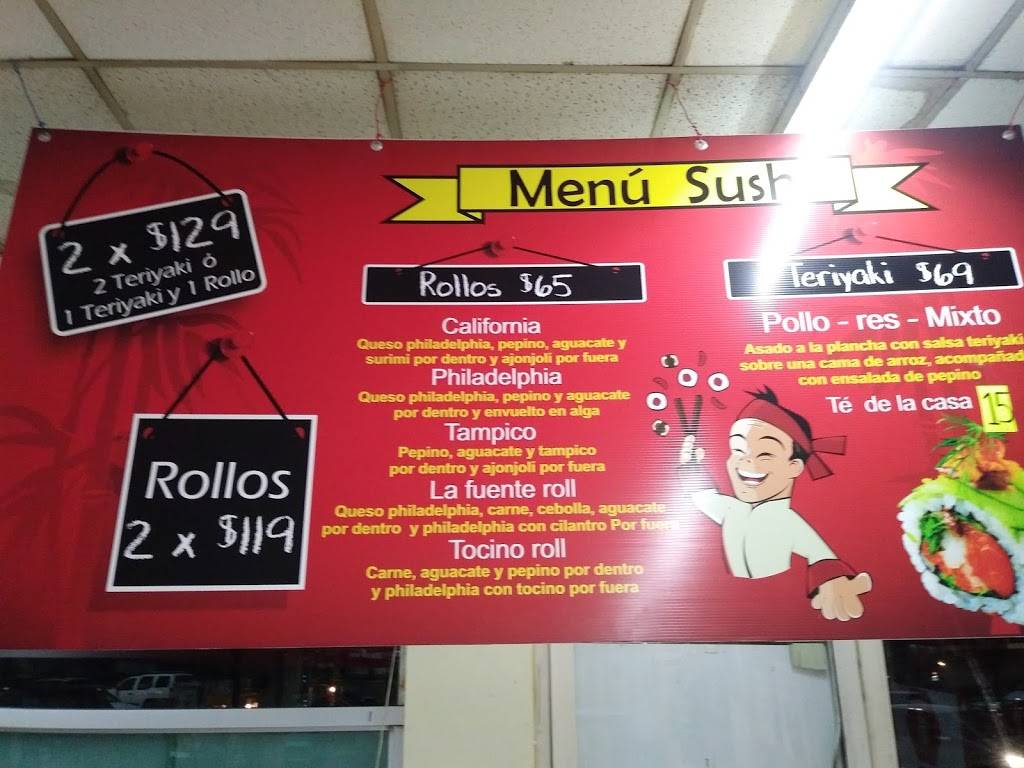 Menú Sushi
2 x $129
2 Teriyaki ó
1 Teriyaki y 1 Rollo
Rollos
2 x $119
Rollos $65
California
Queso philadelphia, pepino, aguacate y
surimi por dentro y ajonjoli por fuera
Philadelphia
Queso philadelphia, pepino y aguacate
por dentro y envuelto en alga
Tampico
Pepino, aguacate y tampico
por dentro y ajonjoli por fuera
La fuente roll
Queso philadelphia, carne, cebolla, aguacate
por dentro y philadelphia con cilantro Por fuera
Tocino roll
Carne, aguacate y pepino por dentro
y philadelphia con tocino por fuera
Teriyaki $69
Pollo - res - Mixto
Asado a la plancha con salsa teriyaki
sobre una cama de arroz, acompañad
con ensalada de pepino
Té de la casa 15